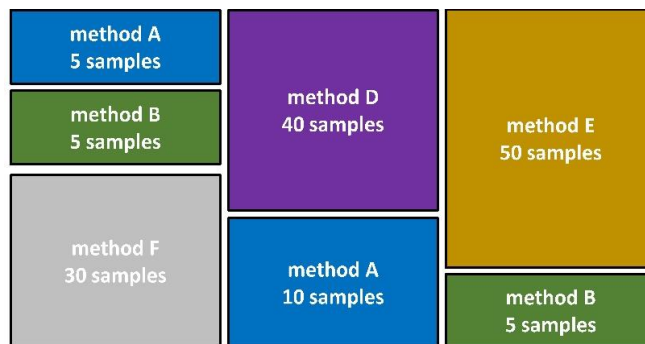 method A
5 samples
method B
5 samples
method F
30 samples
method D
40 samples
method A
10 samples
method E
50 samples
method B
5 samples